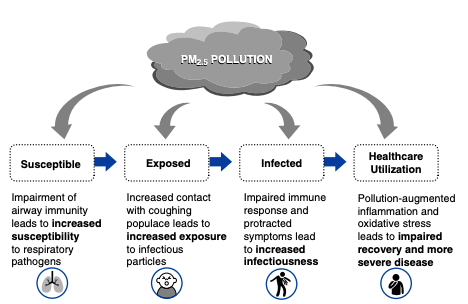 PM2.5 POLLUTION
Susceptible
Exposed
Infected
Healthcare
Utilization
Impairment of
airway immunity
leads to increased
susceptibility
to respiratory
pathogens
Increased contact
with coughing
populace leads to
increased exposure
to infectious
particles
Impaired immune
response and
protracted
symptoms lead
to increased
infectiousness
Pollution-augmented
inflammation and
oxidative stress
leads to impaired
recovery and more
severe disease